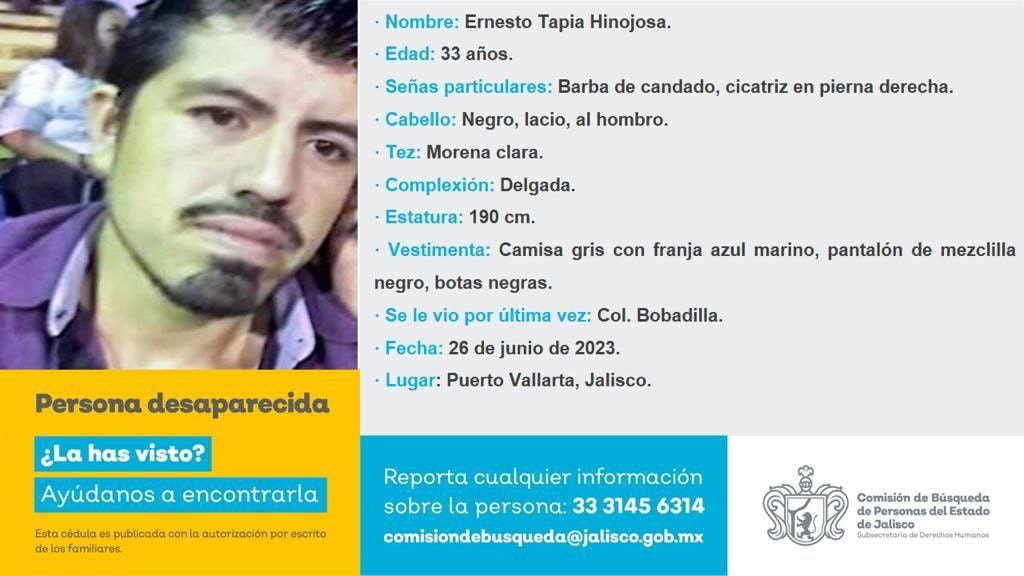 · Nombre: Ernesto Tapia Hinojosa.
· Edad: 33 años.
· Señas particulares: Barba de candado, cicatriz en pierna derecha.
· Cabello: Negro, lacio, al hombro.
· Tez: Morena clara.
· Complexión: Delgada.
· Estatura: 190 cm.
· Vestimenta: Camisa gris con franja azul marino, pantalón de mezclilla
negro, botas negras.
· Se le vio por última vez: Col. Bobadilla.
· Fecha: 26 de junio de 2023.
· Lugar: Puerto Vallarta, Jalisco.
Persona desaparecida
¿La has visto?
Ayúdanos a encontrarla
Esta cédula es publicada con la autorización por escrito
de los familiares.
Reporta cualquier información
sobre la persona: 33 3145 6314
comisiondebusqueda@jalisco.gob.mx
Comisión de Búsqueda
de Personas del Estado
de Jalisco
Subsecretaría de Derechos Humanos